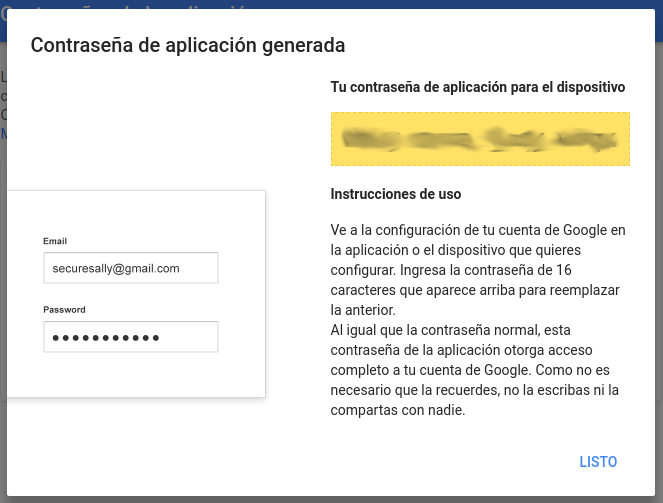 Contraseña de aplicación generada
Tu contraseña de aplicación para el dispositivo
Instrucciones de uso
Ve a la configuración de tu cuenta de Google en
la aplicación o el dispositivo que quieres
configurar. Ingresa la contraseña de 16
caracteres que aparece arriba para reemplazar
la anterior.
Al igual que la contraseña normal, esta
contraseña de la aplicación otorga acceso
completo a tu cuenta de Google. Como no es
necesario que la recuerdes, no la escribas ni la
compartas con nadie.
Email
securesally@gmail.com
Password
LISTO